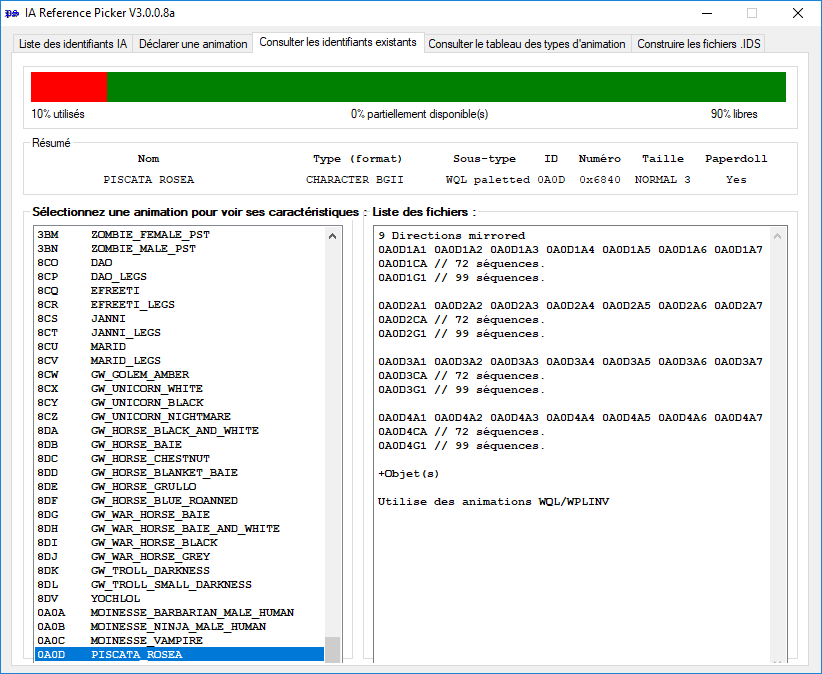 IA Reference Picker V3.0.0.8a
Liste des identifiants IA Déclarer une animation Consulter les identifiants existants Consulter le tableau des types d'animation Construire les fichiers .IDS
10% utilisés 0% partiellement disponible(s) 90% libres
Résumé
Nom Type (format) Sous-type ID Numéro Taille Paperdoll
PISCATA ROSEA CHARACTER BGII WQL paletted 0A0D 0x6840 NORMAL 3 Yes
Sélectionnez une animation pour voir ses caractéristiques :
3BM ZOMBIE_FEMALE_PST
3BN ZOMBIE_MALE_PST
8CO DAO
8CP DAO_LEGS
8CQ EFREETI
8CR EFREETI_LEGS
8CS JANNI
8CT JANNI_LEGS
8CU MARID
8CV MARID_LEGS
8CW GW_GOLEM_AMBER
8CX GW_UNICORN_WHITE
8CY GW_UNICORN_BLACK
8CZ GW_UNICORN_NIGHTMARE
8DA GW_HORSE_BLACK_AND_WHITE
8DB GW_HORSE_BAIE
8DC GW_HORSE_CHESTNUT
8DD GW_HORSE_BLANKET_BAIE
8DE GW_HORSE_GRULLO
8DF GW_HORSE_BLUE_ROANNED
8DG GW_WAR_HORSE_BAIE
8DH GW_WAR_HORSE_BAIE_AND_WHITE
8DI GW_WAR_HORSE_BLACK
8DJ GW_WAR_HORSE_GREY
8DK GW_TROLL_DARKNESS
8DL GW_TROLL_SMALL_DARKNESS
8DV YOCHLOL
0A0A MOINESSE_BARBARIAN_MALE_HUMAN
0A0B MOINESSE_NINJA_MALE_HUMAN
0A0C MOINESSE_VAMPIRE
0A0D PISCATA_ROSEA
Liste des fichiers :
9 Directions mirrored
0A0D1A1 0A0D1A2 0A0D1A3 0A0D1A4 0A0D1A5 0A0D1A6 0A0D1A7
0A0D1CA // 72 séquences.
0A0D1G1 // 99 séquences.
0A0D2A1 0A0D2A2 0A0D2A3 0A0D2A4 0A0D2A5 0A0D2A6 0A0D2A7
0A0D2CA // 72 séquences.
0A0D2G1 // 99 séquences.
0A0D3A1 0A0D3A2 0A0D3A3 0A0D3A4 0A0D3A5 0A0D3A6 0A0D3A7
0A0D3CA // 72 séquences.
0A0D3G1 // 99 séquences.
0A0D4A1 0A0D4A2 0A0D4A3 0A0D4A4 0A0D4A5 0A0D4A6 0A0D4A7
0A0D4CA // 72 séquences.
0A0D4G1 // 99 séquences.
+Objet(s)
Utilise des animations WQL/WPLINV